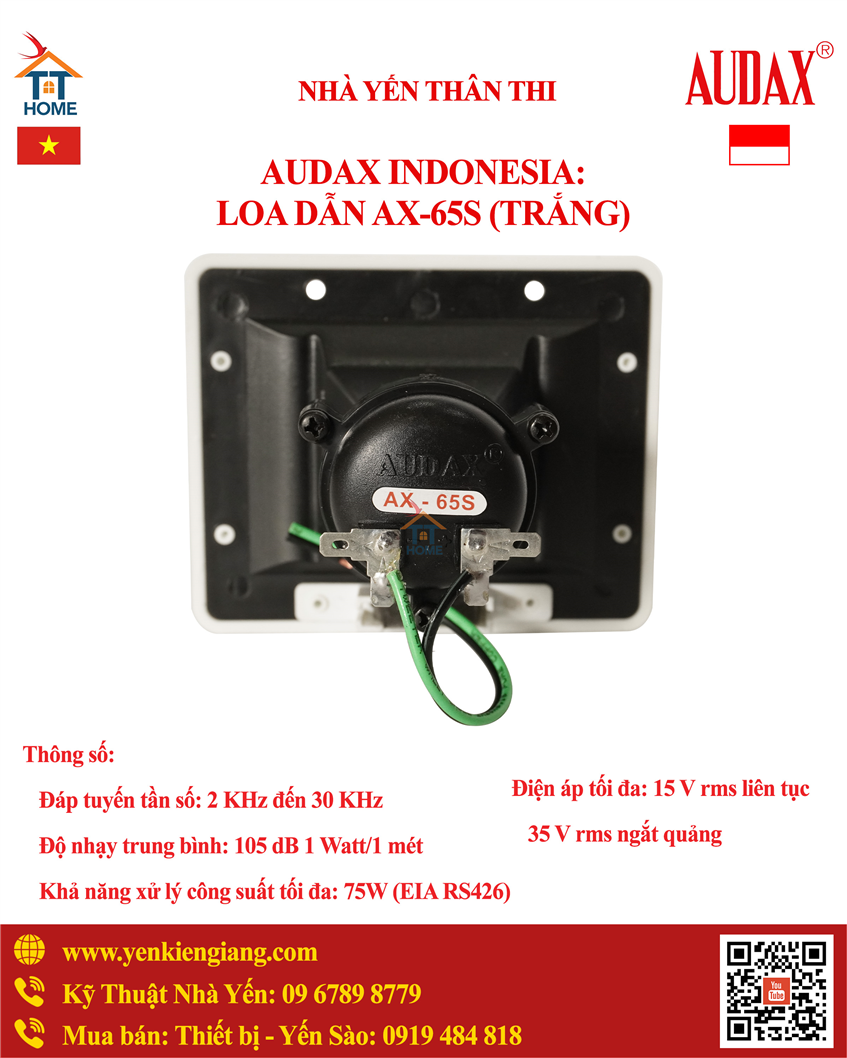 TT
HOME
NHÀ YẾN THÂN THI
AUDAX®
AUDAX INDONESIA:
LOA DẪN AX-65S (TRẮNG)
AUDAX®
AX - 65S
HOME
Thông số:
Đáp tuyến tần số: 2 KHz đến 30 KHz
Độ nhạy trung bình: 105 dB 1 Watt/1 mét
Khả năng xử lý công suất tối đa: 75W (EIA RS426)
Điện áp tối đa: 15 V rms liên tục
35 V rms ngắt quảng
www.yenkiengiang.com
Kỹ Thuật Nhà Yến: 09 6789 8779
Mua bán: Thiết bị - Yến Sào: 0919 484 818
You
Tube